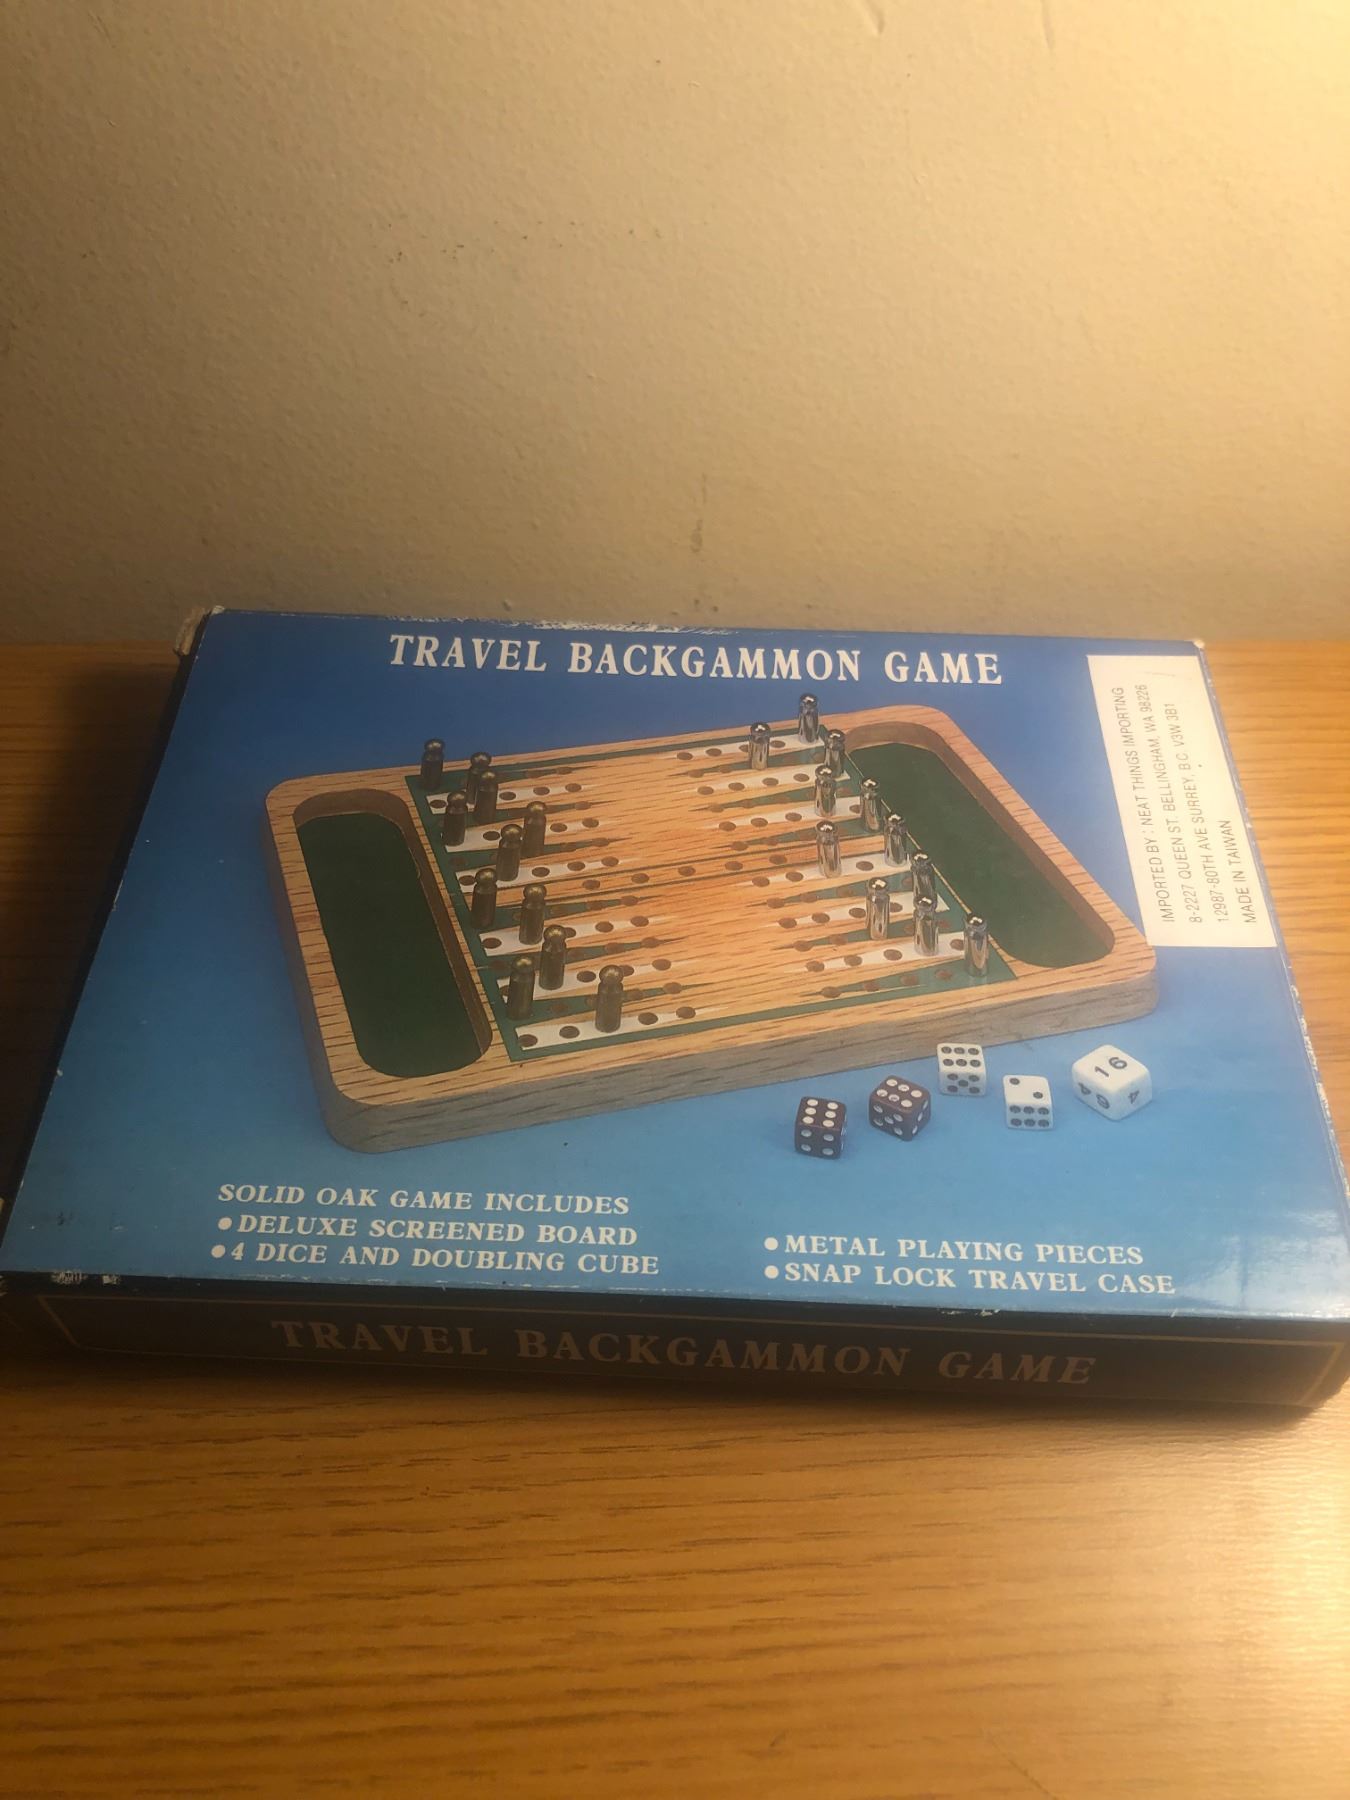 TRAVEL BACKGAMMON GAME
IMPORTED BY : NEAT THINGS IMPORTING
8-2227 QUEEN ST. BELLINGHAM, WA 98226
12987-80TH AVE SURREY, B.C. V3W 3B1
MADE IN TAIWAN
16
SOLID OAK GAME INCLUDES
• DELUXE SCREENED BOARD
• 4 DICE AND DOUBLING CUBE
• METAL PLAYING PIECES
• SNAP LOCK TRAVEL CASE
TRAVEL BACKGAMMON GAME